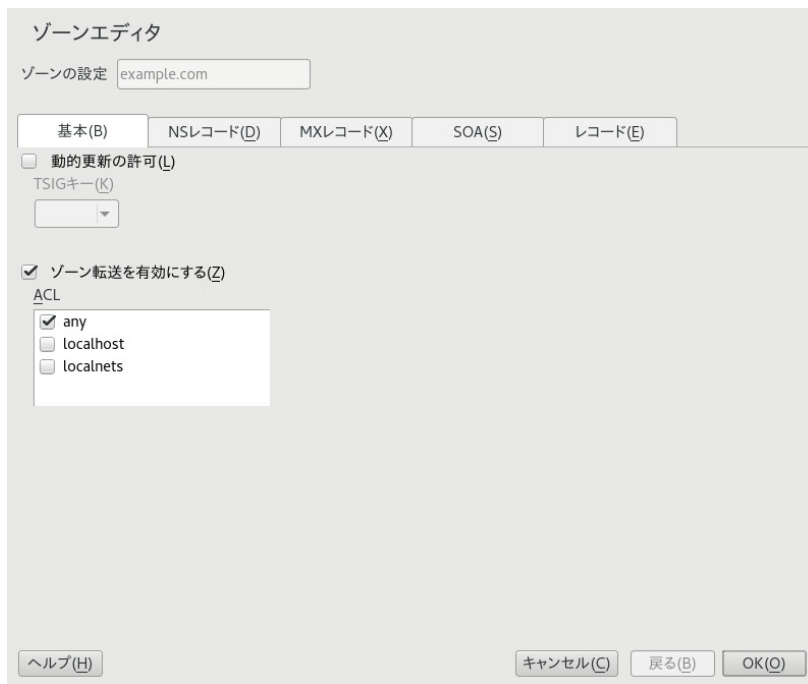 ゾーンエディタ
ゾーンの設定 example.com
基本(B) NSレコード(D) MXレコード(X) SOA(S) レコード(E)
動的更新の許可(L)
TSIGキー(K)
ゾーン転送を有効にする(Z)
ACL
any
localhost
localnets
ヘルプ(H) キャンセル(C) 戻る(B) OK(O)